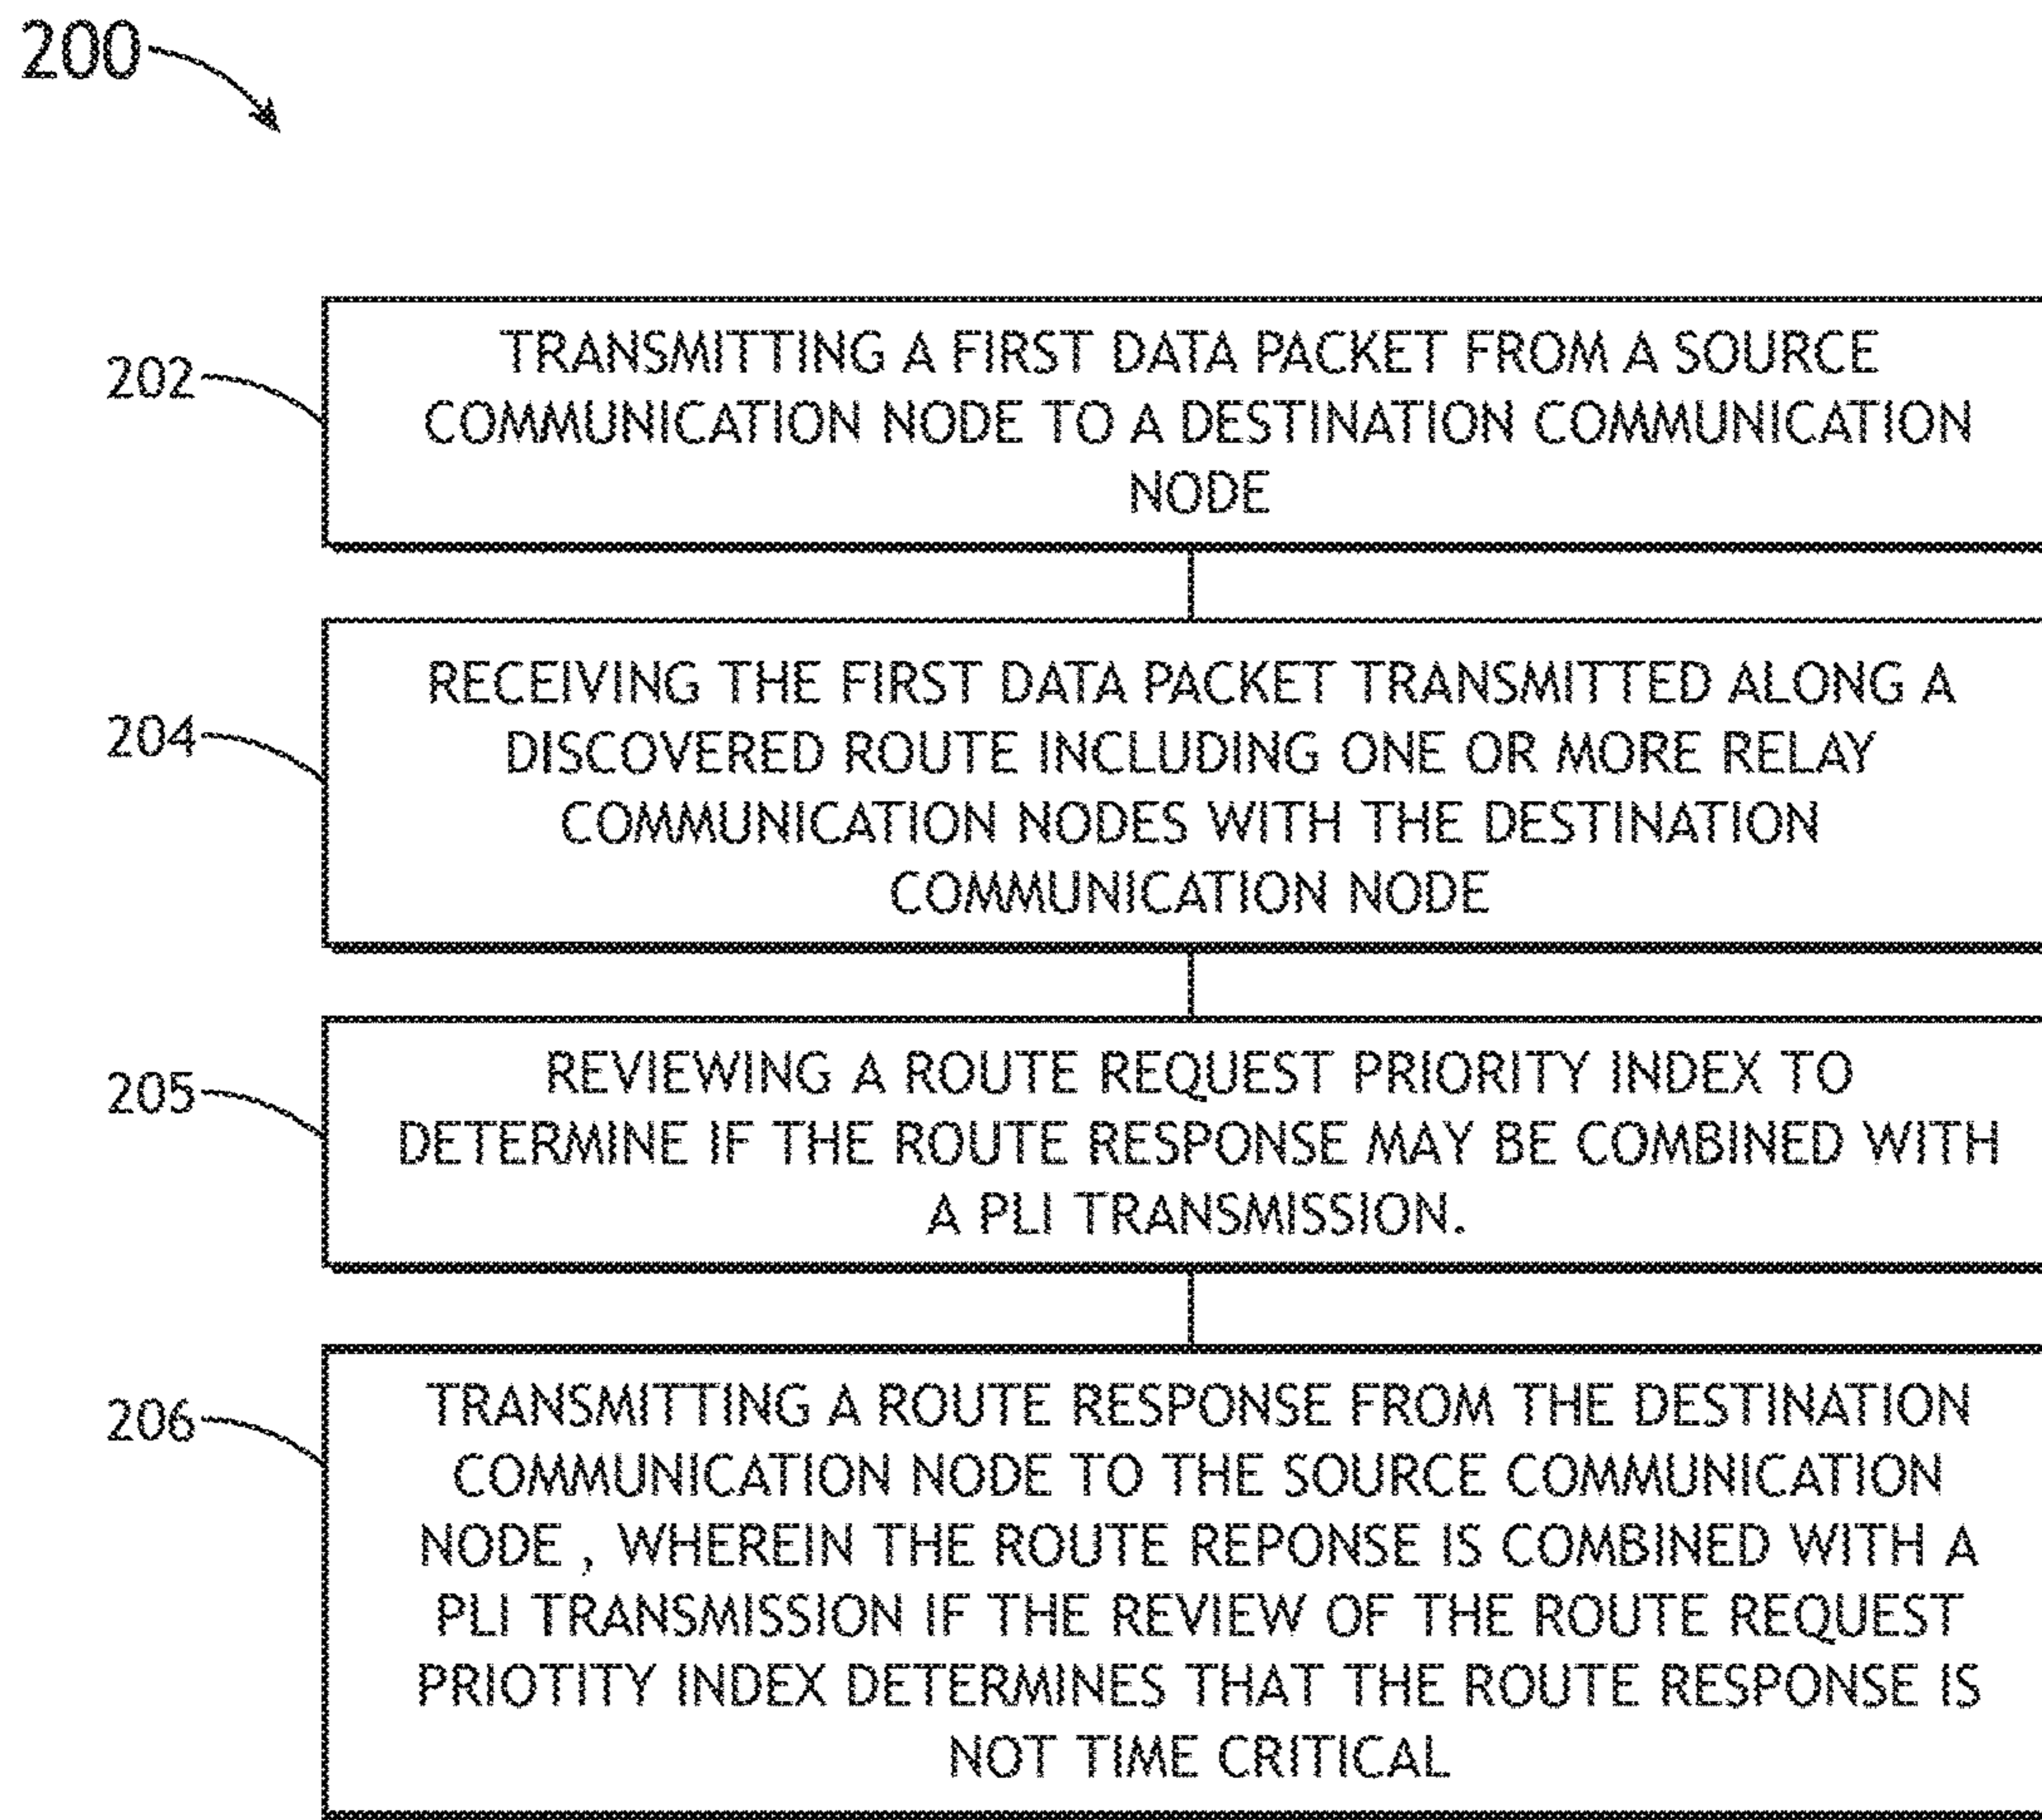 200
202
TRANSMITTING A FIRST DATA PACKET FROM A SOURCE
COMMUNICATION NODE TO A DESTINATION COMMUNICATION
NODE
204
RECEIVING THE FIRST DATA PACKET TRANSMITTED ALONG A
DISCOVERED ROUTE INCLUDING ONE OR MORE RELAY
COMMUNICATION NODES WITH THE DESTINATION
COMMUNICATION NODE
205
REVIEWING A ROUTE REQUEST PRIORITY INDEX TO
DETERMINE IF THE ROUTE RESPONSE MAY BE COMBINED WITH
A PLI TRANSMISSION.
206
TRANSMITTING A ROUTE RESPONSE FROM THE DESTINATION
COMMUNICATION NODE TO THE SOURCE COMMUNICATION
NODE , WHEREIN THE ROUTE REPONSE IS COMBINED WITH A
PLI TRANSMISSION IF THE REVIEW OF THE ROUTE REQUEST
PRIOTITY INDEX DETERMINES THAT THE ROUTE RESPONSE IS
NOT TIME CRITICAL